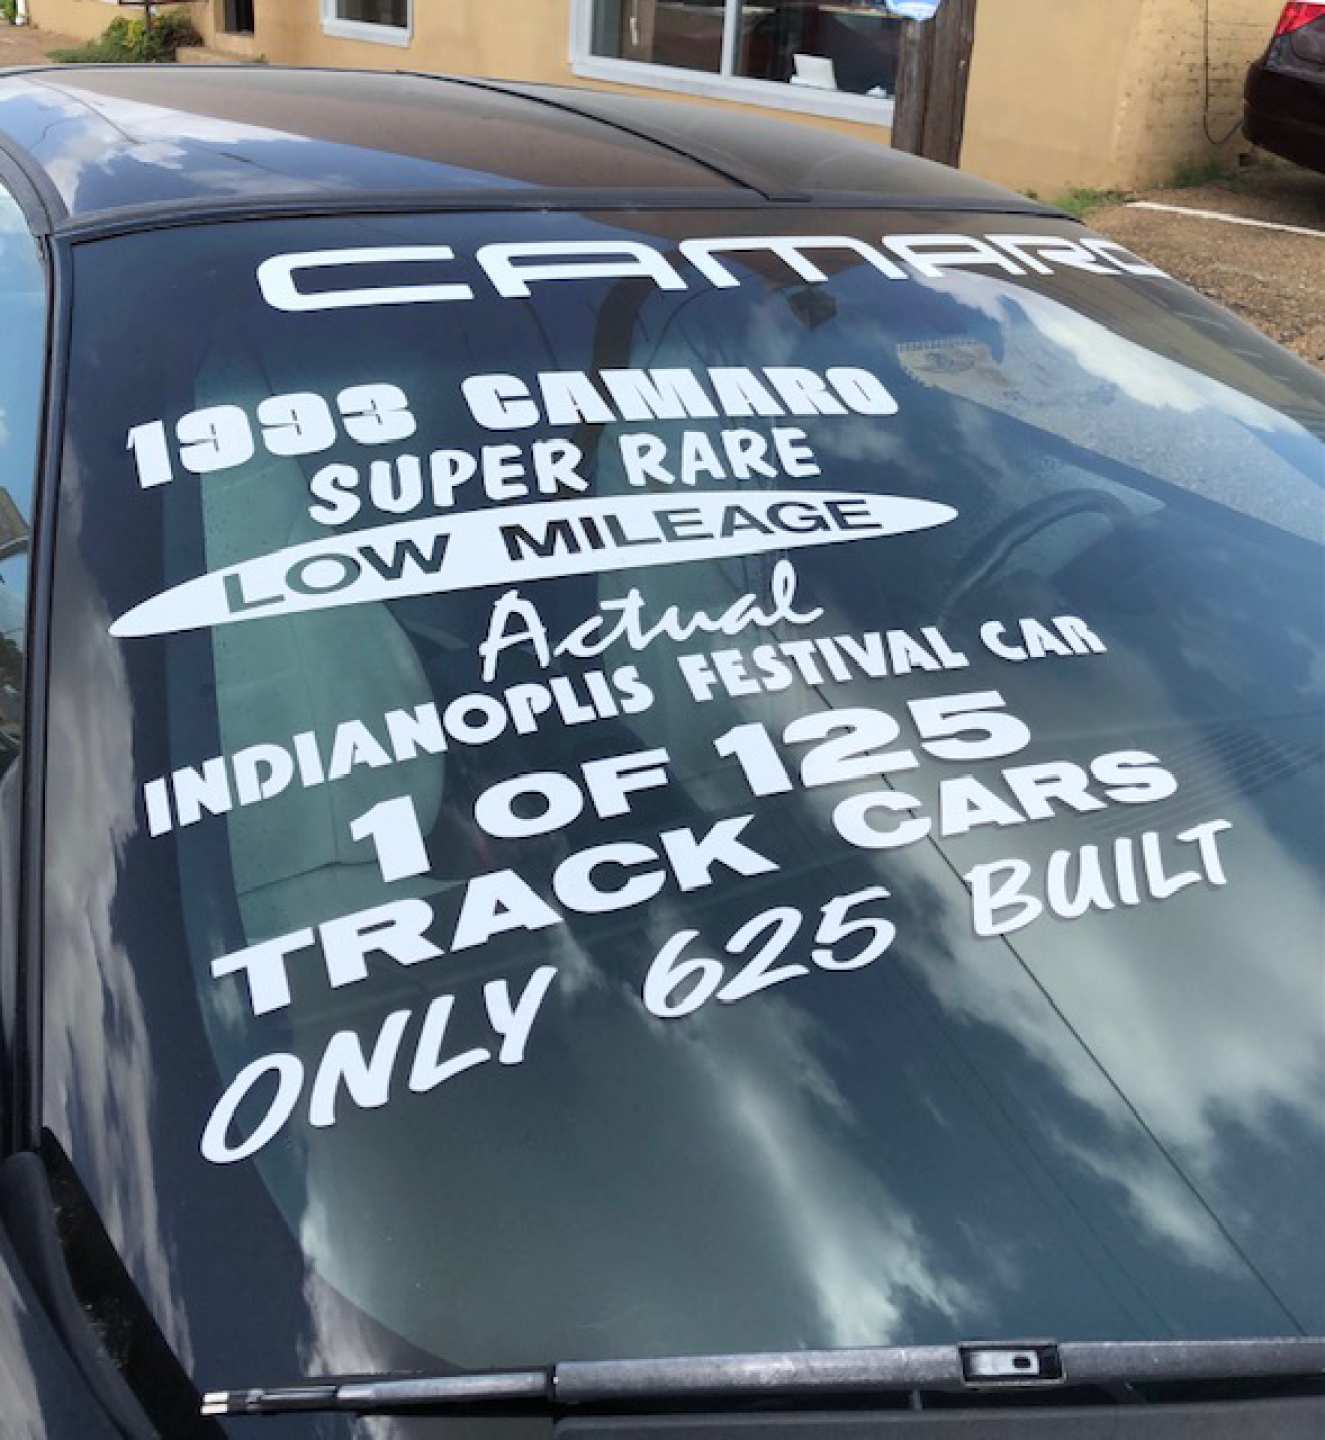 CAMARO
1993 CAMARO
SUPER RARE
LOW MILEAGE
Actual
INDIANOPLIS FESTIVAL CAR
1 OF 125
TRACK CARS
ONLY 625 BUILT